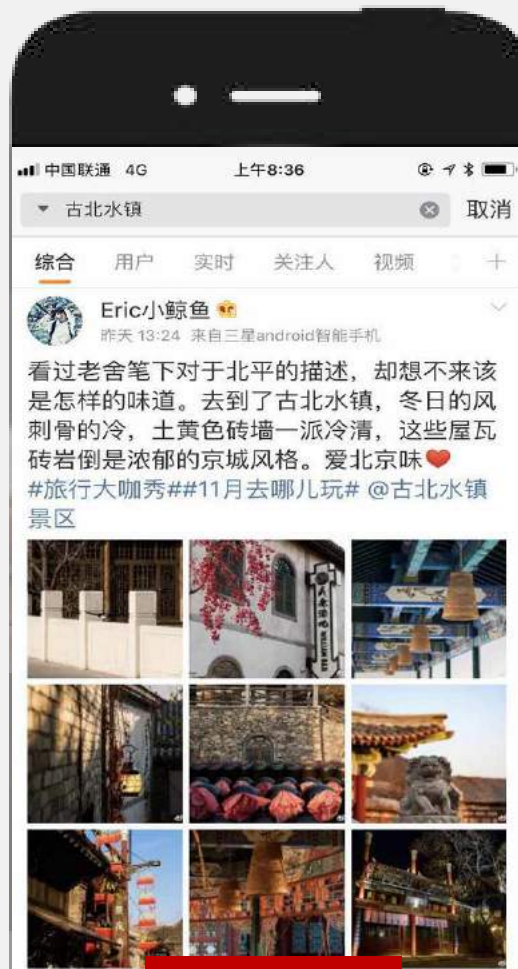 中国联通 4G 上午8:36
古北水镇 取消
综合 用户 实时 关注人 视频
Eric小鲸鱼
昨天 13:24 来自三星android智能手机
看过老舍笔下对于北平的描述，却想不来该
是怎样的味道。去到了古北水镇，冬日的风
刺骨的冷，土黄色砖墙一派冷清，这些屋瓦
砖岩倒是浓郁的京城风格。爱北京味❤
#旅行大咖秀##11月去哪儿玩# @古北水镇
景区